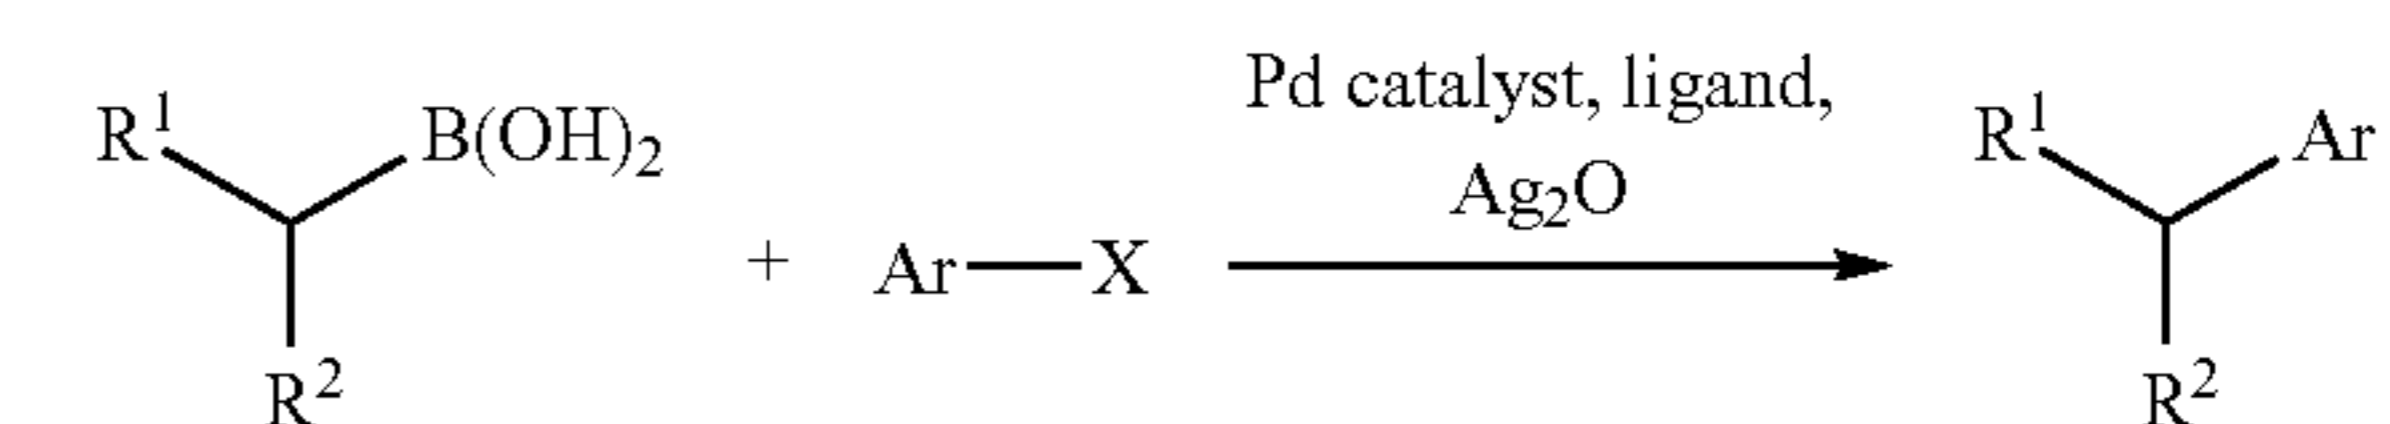 Pd catalyst, ligand,
Ag₂O
R¹ B(OH)₂ + Ar—X R¹ Ar
R² R²